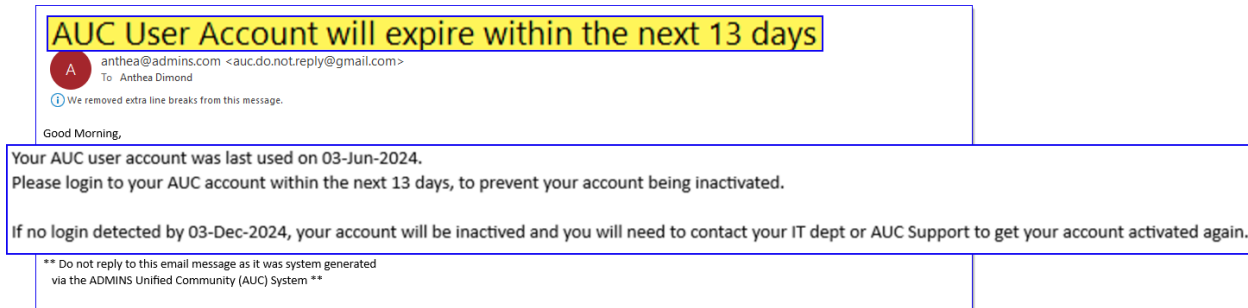 AUC User Account will expire within the next 13 days
A
anthea@admins.com <auc.do.not.reply@gmail.com>
To Anthea Dimond
We removed extra line breaks from this message.
Good Morning,
Your AUC user account was last used on 03-Jun-2024.
Please login to your AUC account within the next 13 days, to prevent your account being inactivated.
If no login detected by 03-Dec-2024, your account will be inactived and you will need to contact your IT dept or AUC Support to get your account activated again.
** Do not reply to this email message as it was system generated
via the ADMINS Unified Community (AUC) System **